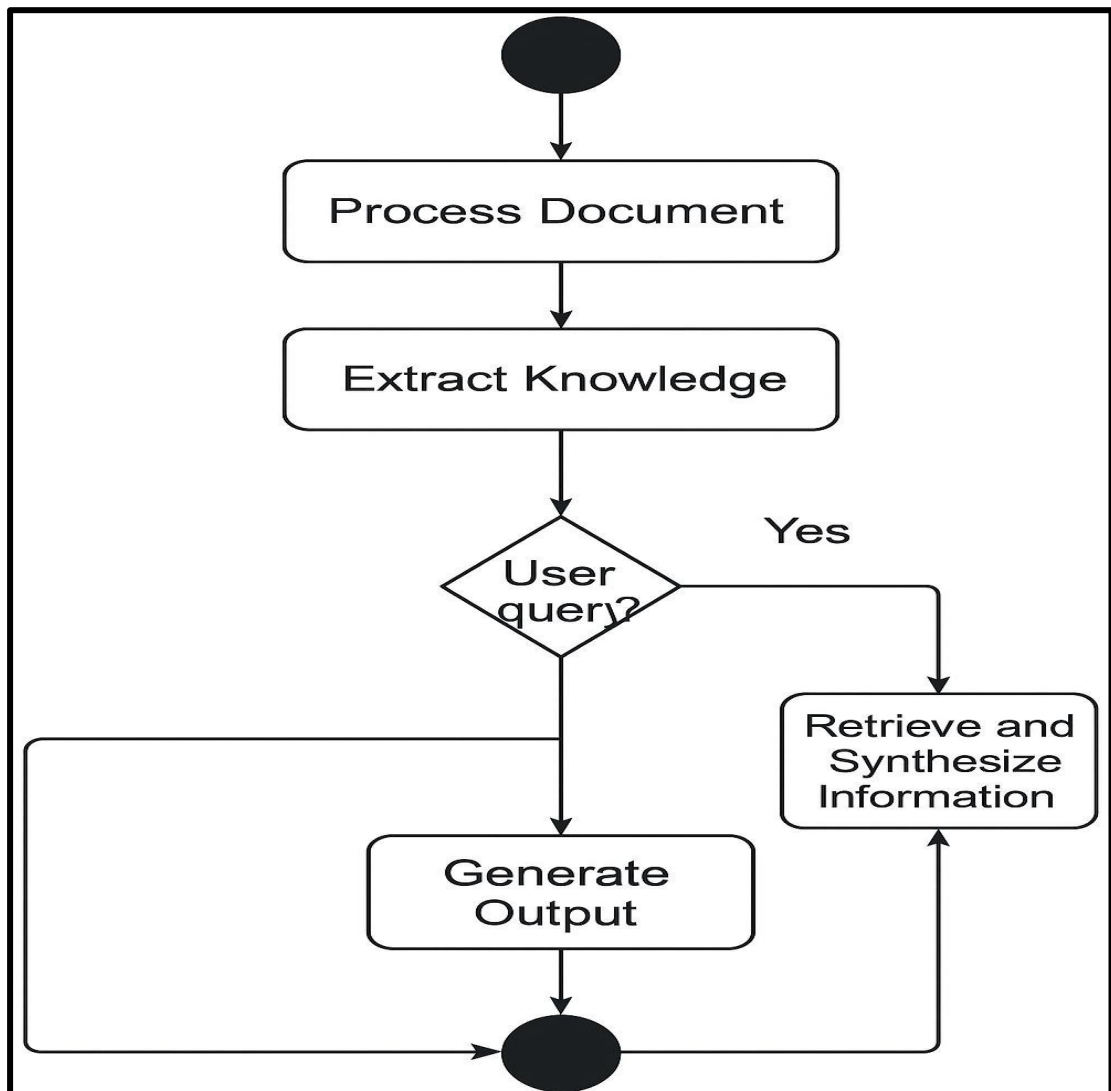 Process Document
Extract Knowledge
Yes
User
query?
Retrieve and
Synthesize
Information
Generate
Output